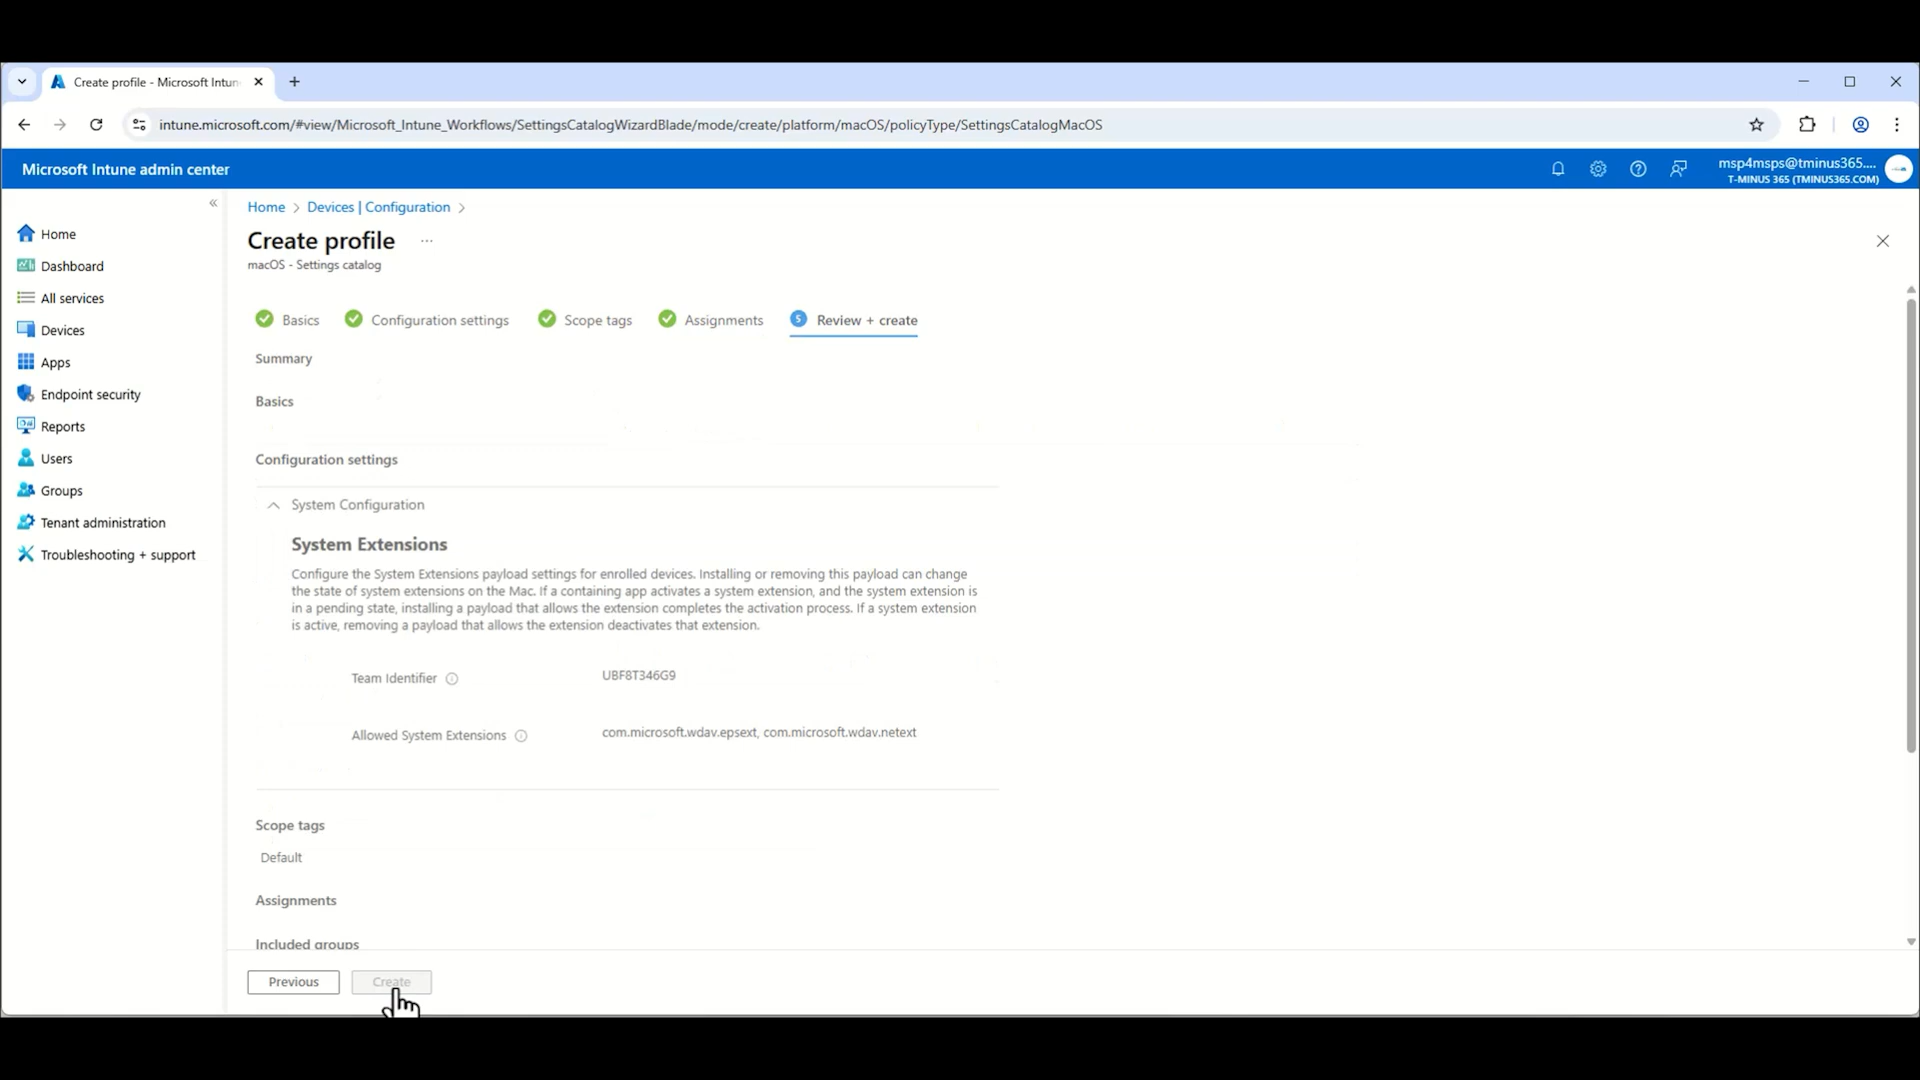 Create profile - Microsoft Intun
intune.microsoft.com/#view/Microsoft_Intune_Workflows/SettingsCatalogWizardBlade/mode/create/platform/macOS/policyType/SettingsCatalogMacOS
Microsoft Intune admin center
msp4msps@tminus365....
T-MINUS 365 (TMINUS365.COM)
Home
Dashboard
All services
Devices
Apps
Endpoint security
Reports
Users
Groups
Tenant administration
Troubleshooting + support
Home > Devices | Configuration >
Create profile ...
macOS - Settings catalog
Basics Configuration settings Scope tags Assignments 5 Review + create
Summary
Basics
Configuration settings
System Configuration
System Extensions
Configure the System Extensions payload settings for enrolled devices. Installing or removing this payload can change
the state of system extensions on the Mac. If a containing app activates a system extension, and the system extension is
in a pending state, installing a payload that allows the extension completes the activation process. If a system extension
is active, removing a payload that allows the extension deactivates that extension.
Team Identifier UBF8T346G9
Allowed System Extensions com.microsoft.wdav.epsext, com.microsoft.wdav.netext
Scope tags
Default
Assignments
Included groups
Previous Create